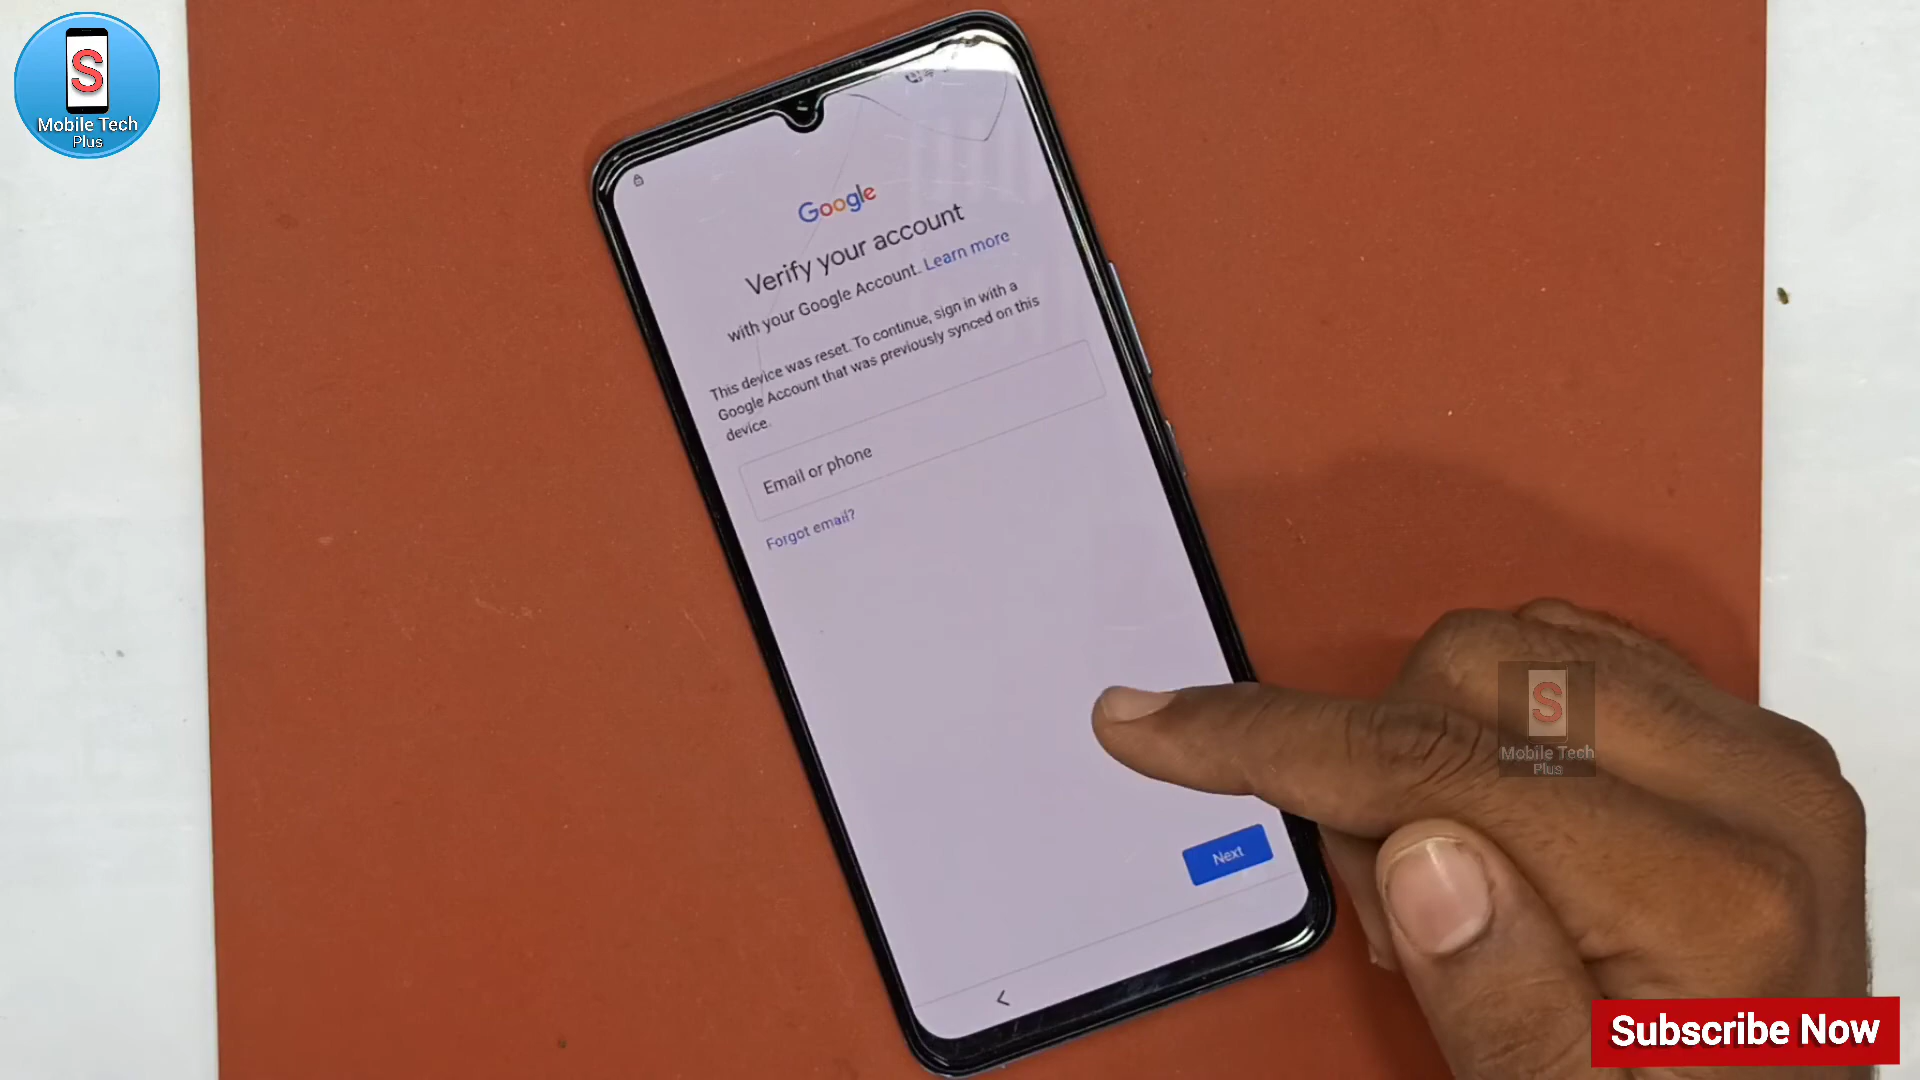 S
Mobile Tech
Plus
Google
Verify your account
with your Google Account. Learn more
This device was reset. To continue, sign in with a
Google Account that was previously synced on this
device.
Email or phone
Forgot email?
Next
S
Mobile Tech
Plus
Subscribe Now